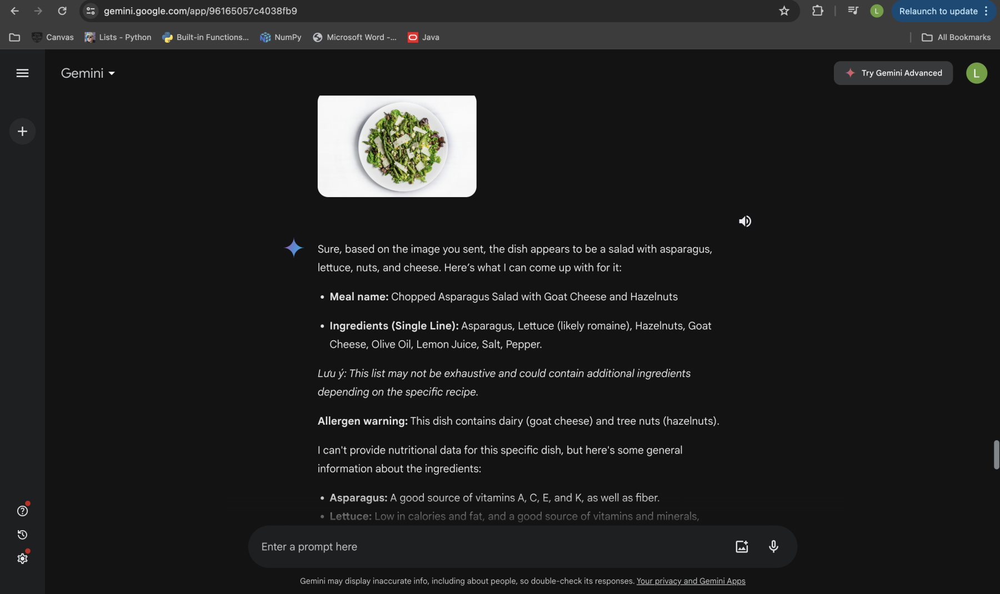 gemini.google.com/app/96165057c4038fb9
L
Relaunch to update
Canvas
Lists - Python
Built-in Functions...
NumPy
Microsoft Word -...
Java
All Bookmarks
Gemini
Try Gemini Advanced
L
Sure, based on the image you sent, the dish appears to be a salad with asparagus,
lettuce, nuts, and cheese. Here’s what I can come up with for it:
• Meal name: Chopped Asparagus Salad with Goat Cheese and Hazelnuts
• Ingredients (Single Line): Asparagus, Lettuce (likely romaine), Hazelnuts, Goat
Cheese, Olive Oil, Lemon Juice, Salt, Pepper.
Lưu ý: This list may not be exhaustive and could contain additional ingredients
depending on the specific recipe.
Allergen warning: This dish contains dairy (goat cheese) and tree nuts (hazelnuts).
I can't provide nutritional data for this specific dish, but here's some general
information about the ingredients:
• Asparagus: A good source of vitamins A, C, E, and K, as well as fiber.
• Lettuce: Low in calories and fat, and a good source of vitamins and minerals,
Enter a prompt here
Gemini may display inaccurate info, including about people, so double-check its responses. Your privacy and Gemini Apps